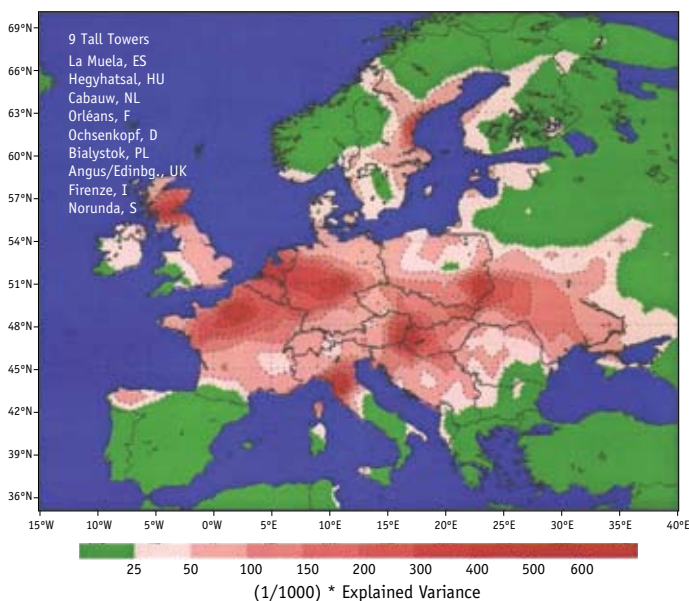 9 Tall Towers
La Muela, ES
Hegyhatsal, HU
Cabauw, NL
Orléans, F
Ochsenkopf, D
Bialystok, PL
Angus/Edinbg., UK
Firenze, I
Norunda, S
69°N
66°N
63°N
60°N
57°N
54°N
51°N
48°N
45°N
42°N
39°N
36°N
15°W 10°W 5°W 0°W 5°E 10°E 15°E 20°E 25°E 30°E 35°E 40°E
25 50 100 150 200 300 400 500 600
(1/1000) * Explained Variance